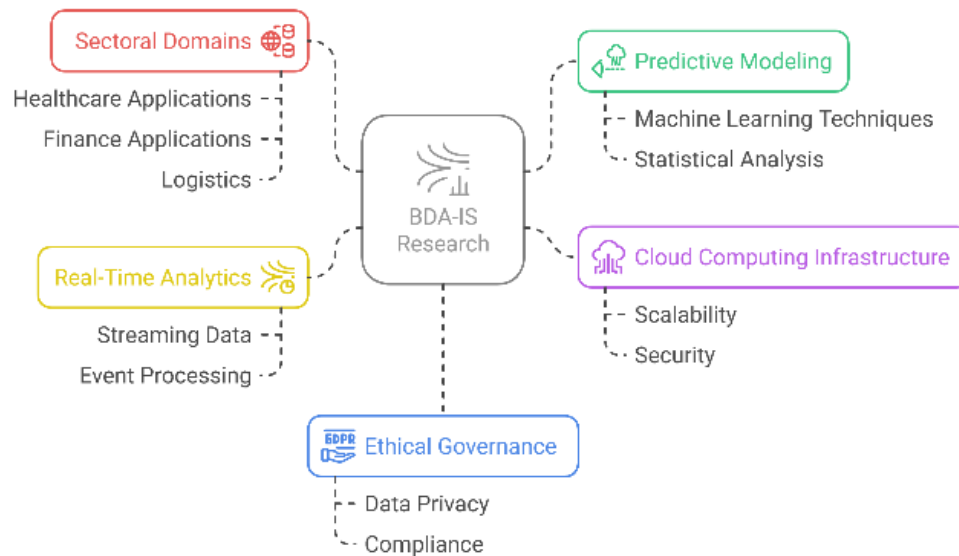 Sectoral Domains
Healthcare Applications
Finance Applications
Logistics
Real-Time Analytics
Streaming Data
Event Processing
BDA-IS
Research
Predictive Modeling
Machine Learning Techniques
Statistical Analysis
Cloud Computing Infrastructure
Scalability
Security
GDPR
Ethical Governance
Data Privacy
Compliance